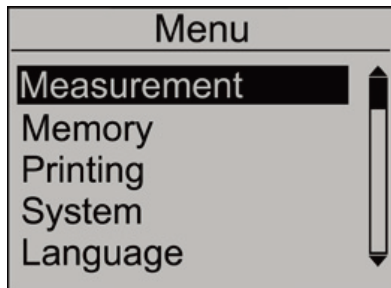 Menu
Measurement
Memory
Printing
System
Language